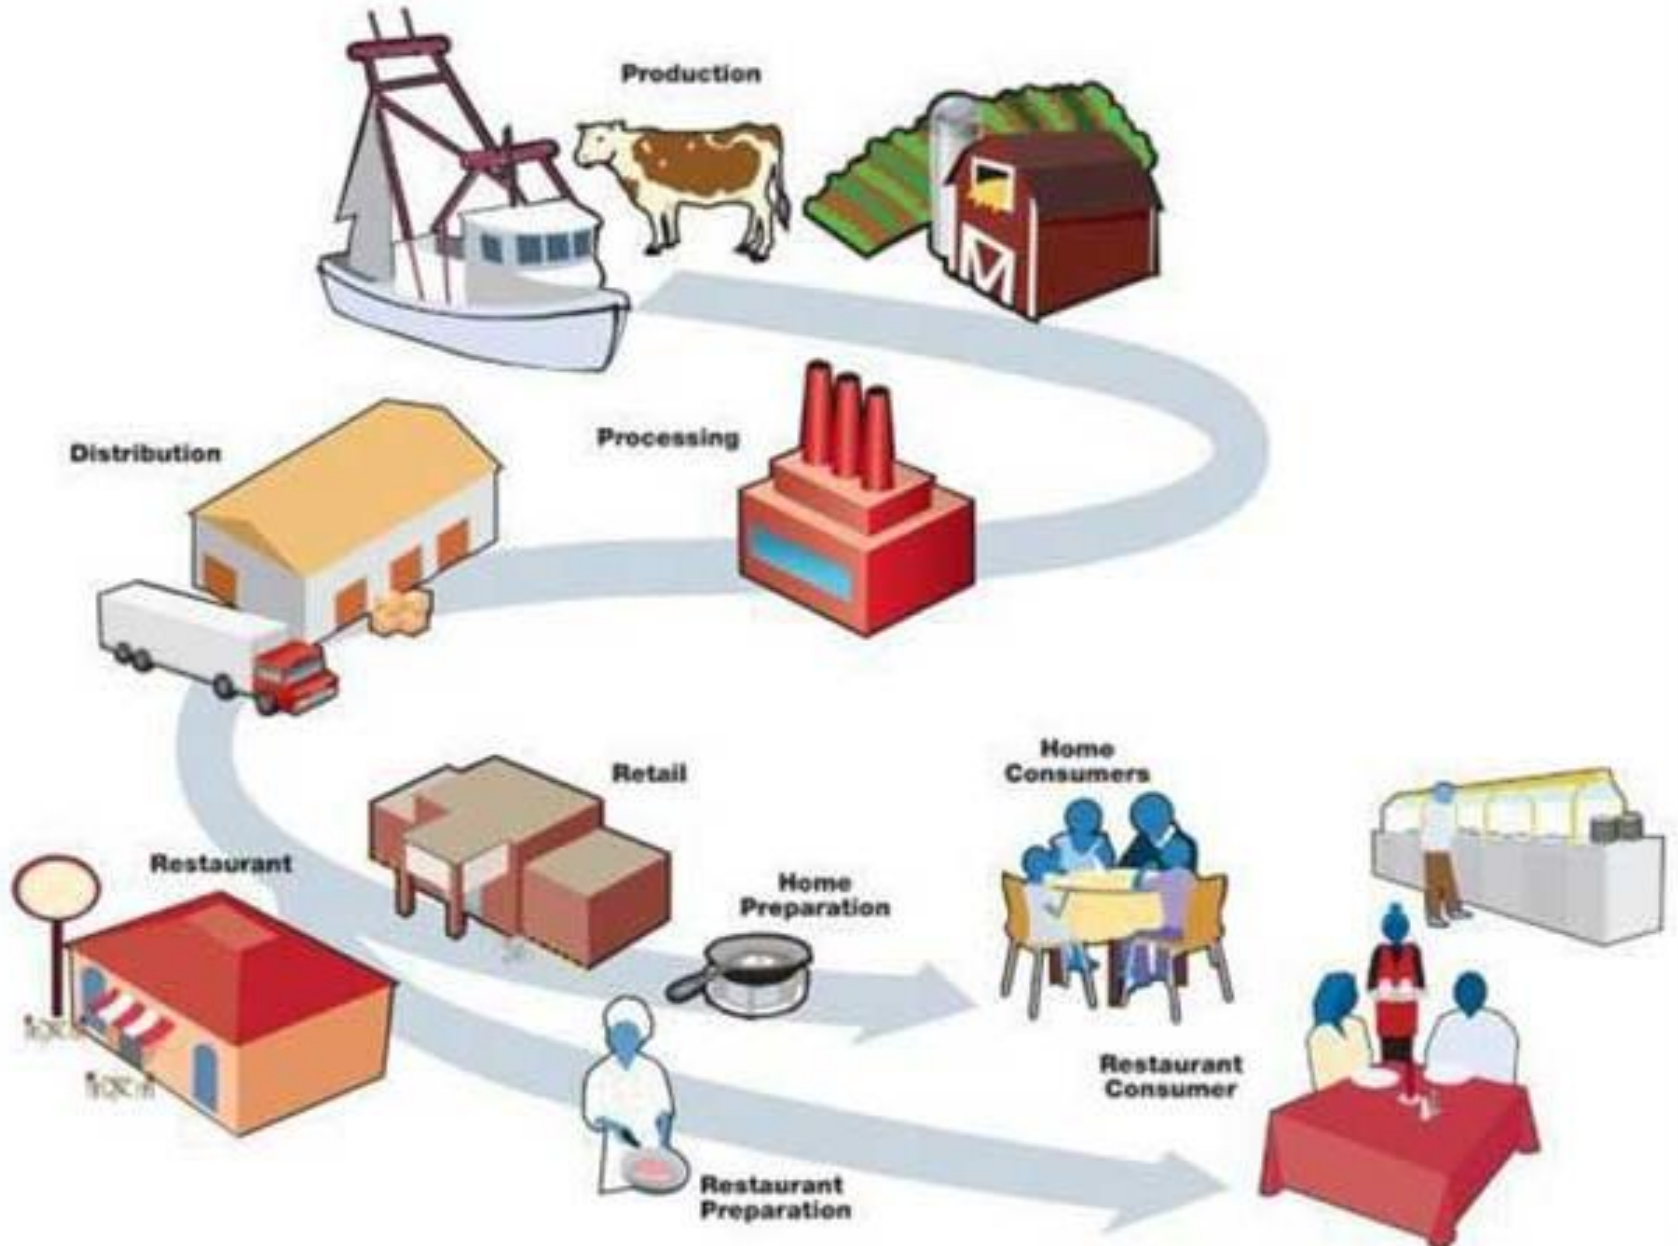 Production
Processing
Distribution
Retail
Home
Consumers
Restaurant
Home
Preparation
Restaurant
Consumer
Restaurant
Preparation